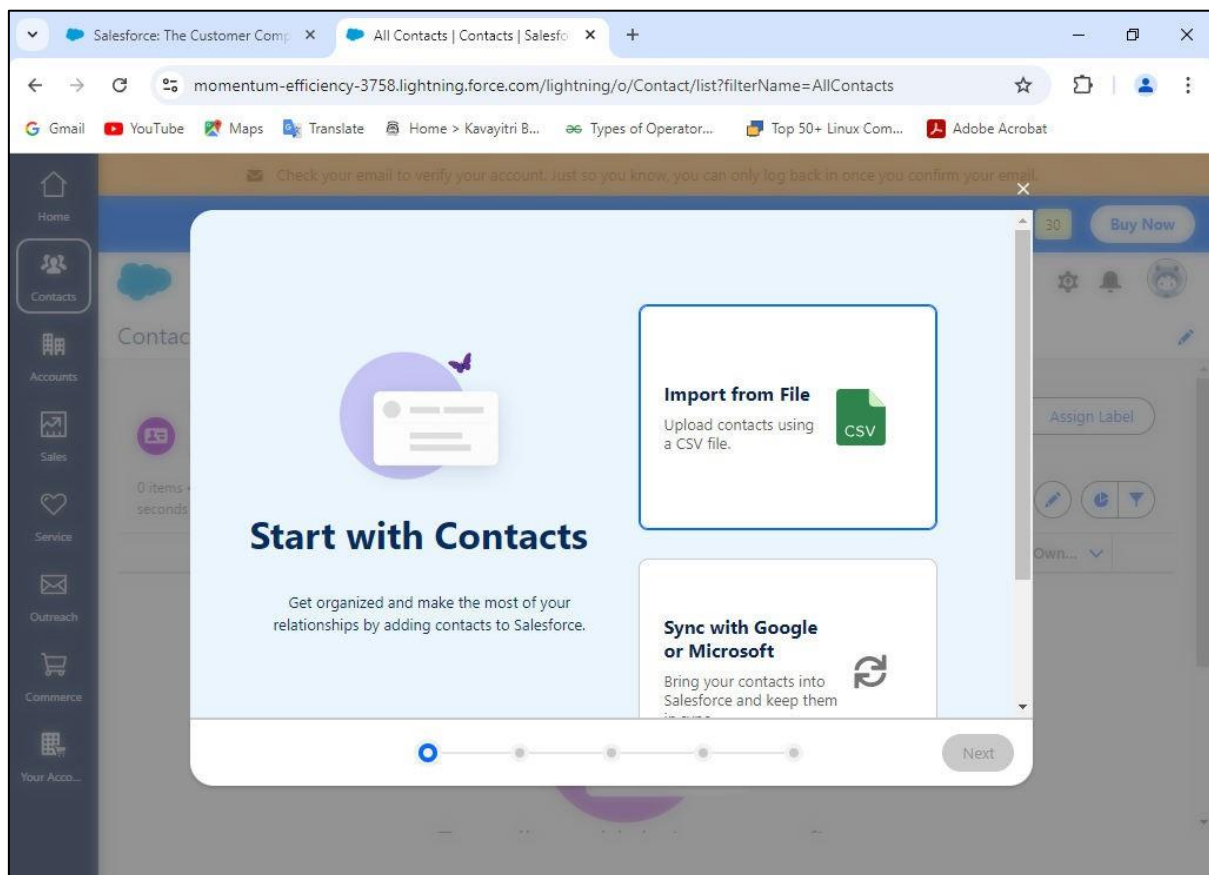 Salesforce: The Customer Comp
All Contacts | Contacts | Salesfo
momentum-efficiency-3758.lightning.force.com/lightning/o/Contact/list?filterName=AllContacts
Gmail YouTube Maps Translate Home > Kavayitri B... Types of Operator... Top 50+ Linux Com... Adobe Acrobat
Check your email to verify your account. Just so you know, you can only log back in once you confirm your email.
Home
30 Buy Now
Contacts
Contac
Accounts
Assign Label
Sales
0 items •
seconds
Service
Own...
Outreach
Commerce
Your Acco...
Start with Contacts
Get organized and make the most of your
relationships by adding contacts to Salesforce.
Import from File
Upload contacts using
a CSV file.
CSV
Sync with Google
or Microsoft
Bring your contacts into
Salesforce and keep them
in sync
Next